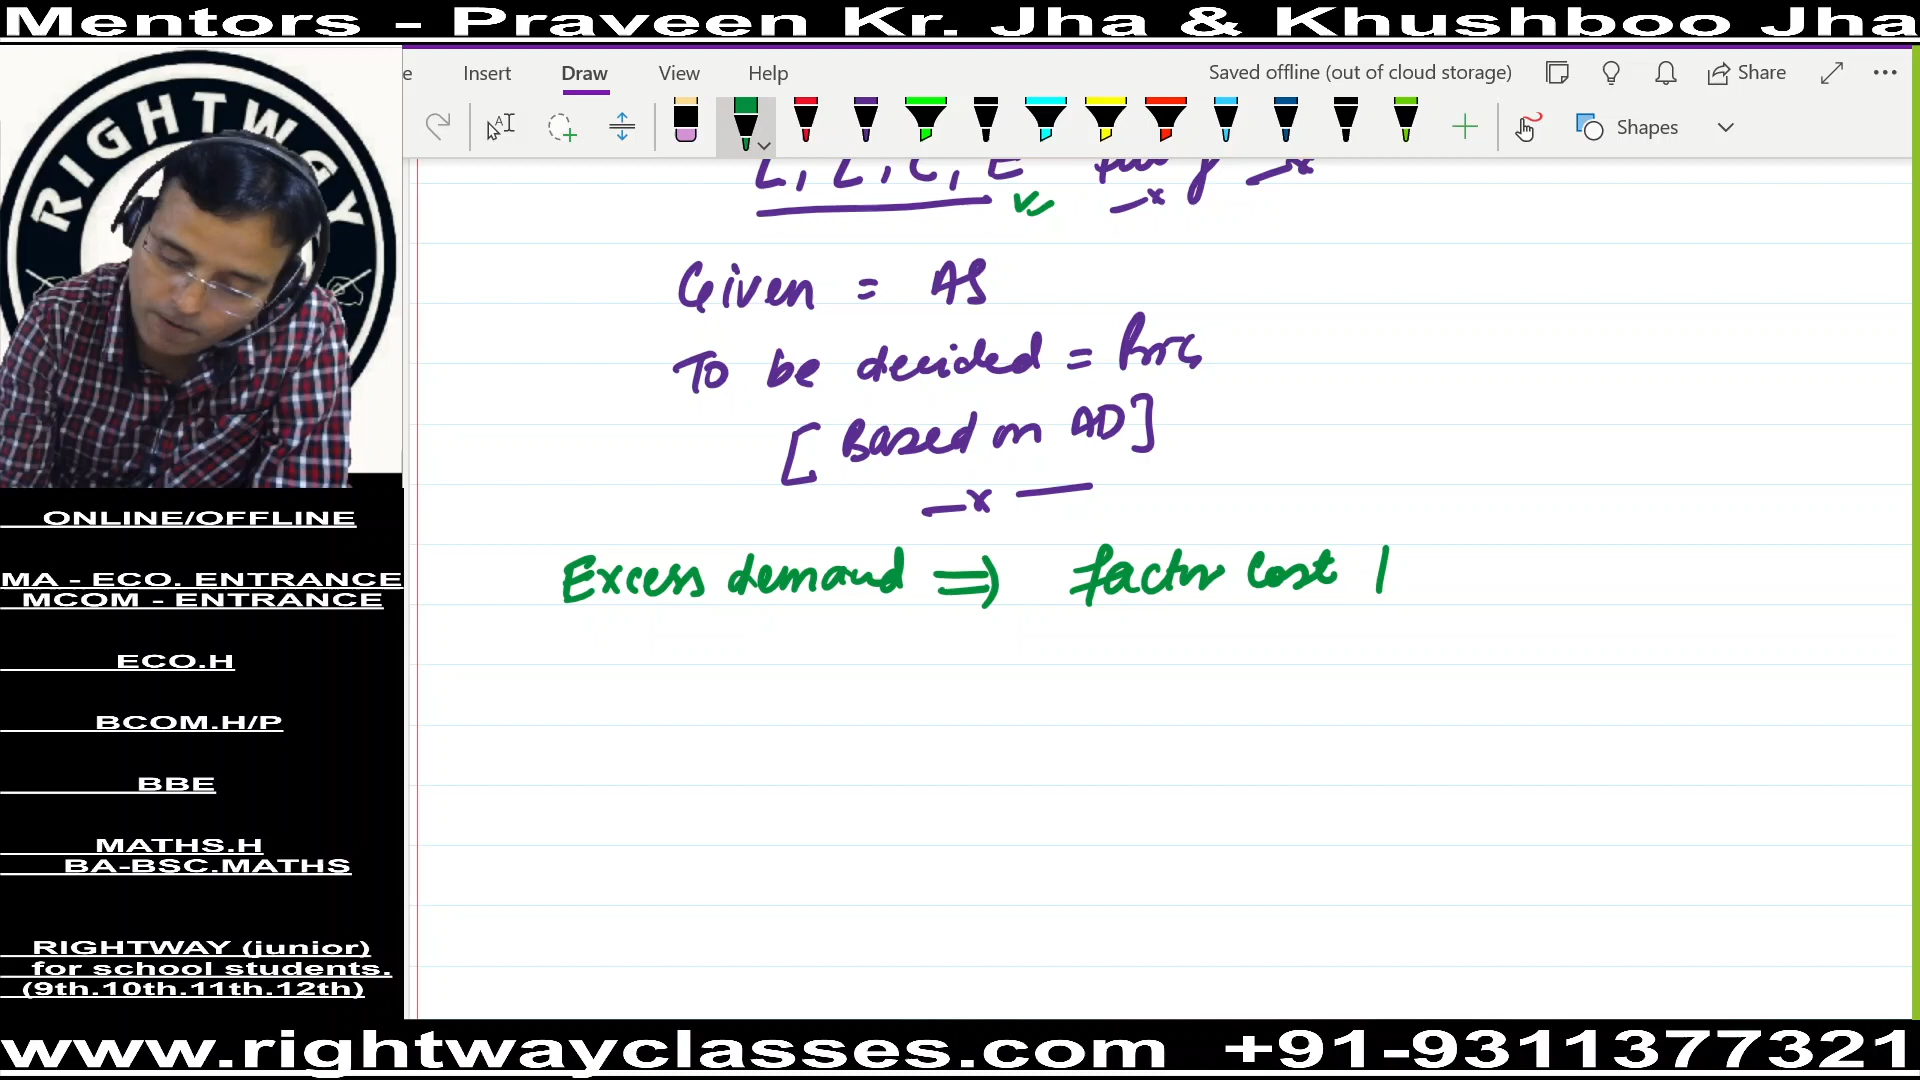 Mentors - Praveen Kr. Jha & Khushboo Jha
RIGHTWAY
Insert Draw View Help
Saved offline (out of cloud storage)
Share
Shapes
L, L, C, E
Given = AS
To be decided =
[Based on AD]
Excess demand ⇒ factor cost
ONLINE/OFFLINE
MA - ECO. ENTRANCE
MCOM - ENTRANCE
ECO.H
BCOM.H/P
BBE
MATHS.H
BA-BSC.MATHS
RIGHTWAY (junior)
for school students.
(9th.10th.11th.12th)
www.rightwayclasses.com +91-9311377321